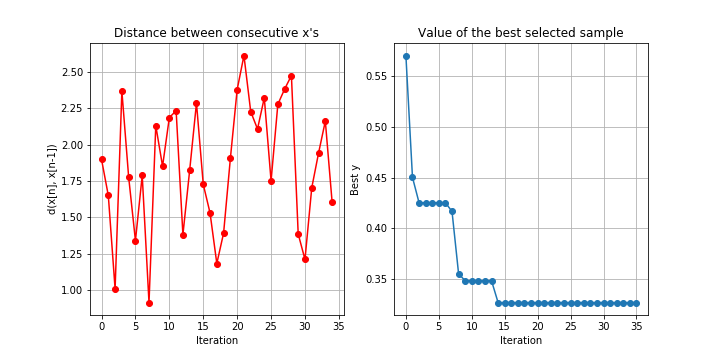 Distance between consecutive x's
d(x[n], x[n-1])
2.50
2.25
2.00
1.75
1.50
1.25
1.00
0 5 10 15 20 25 30 35
Iteration
Value of the best selected sample
Best y
0.55
0.50
0.45
0.40
0.35
0 5 10 15 20 25 30 35
Iteration